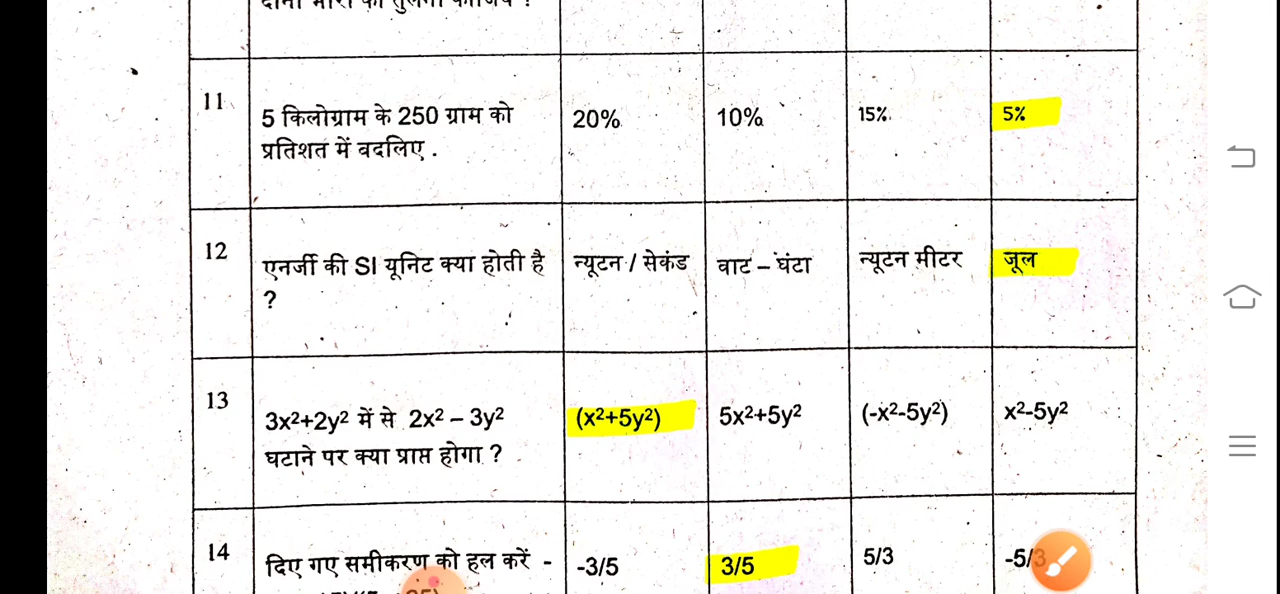 11
5 किलोग्राम के 250 ग्राम को
प्रतिशत में बदलिए .
20%
10%
15%
5%
12
एनर्जी की SI यूनिट क्या होती है
?
न्यूटन / सेकंड
वाट – घंटा
न्यूटन मीटर
जूल
13
3x²+2y² में से 2x² – 3y²
घटाने पर क्या प्राप्त होगा ?
(x²+5y²)
5x²+5y²
(-x²-5y²)
x²-5y²
14
दिए गए समीकरण को हल करें -
-3/5
3/5
5/3
-5/3